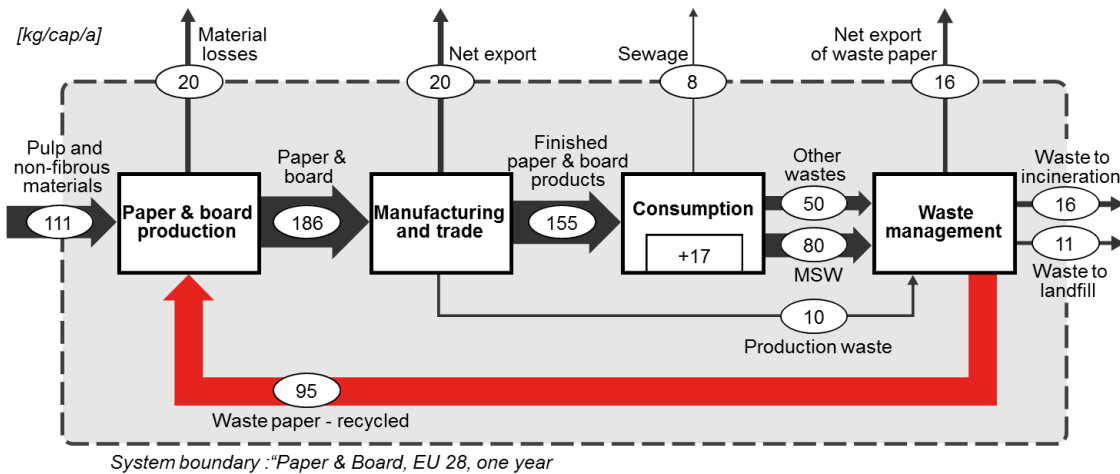 [kg/cap/a]
Material
losses
Net export
Sewage
Net export
of waste paper
20
20
8
16
Pulp and
non-fibrous
materials
111
Paper & board
production
Paper &
board
186
Manufacturing
and trade
Finished
paper & board
products
155
Consumption
+17
Other
wastes
50
80
MSW
Waste
management
Waste to
incineration
16
11
Waste to
landfill
10
Production waste
95
Waste paper - recycled
System boundary :“Paper & Board, EU 28, one year